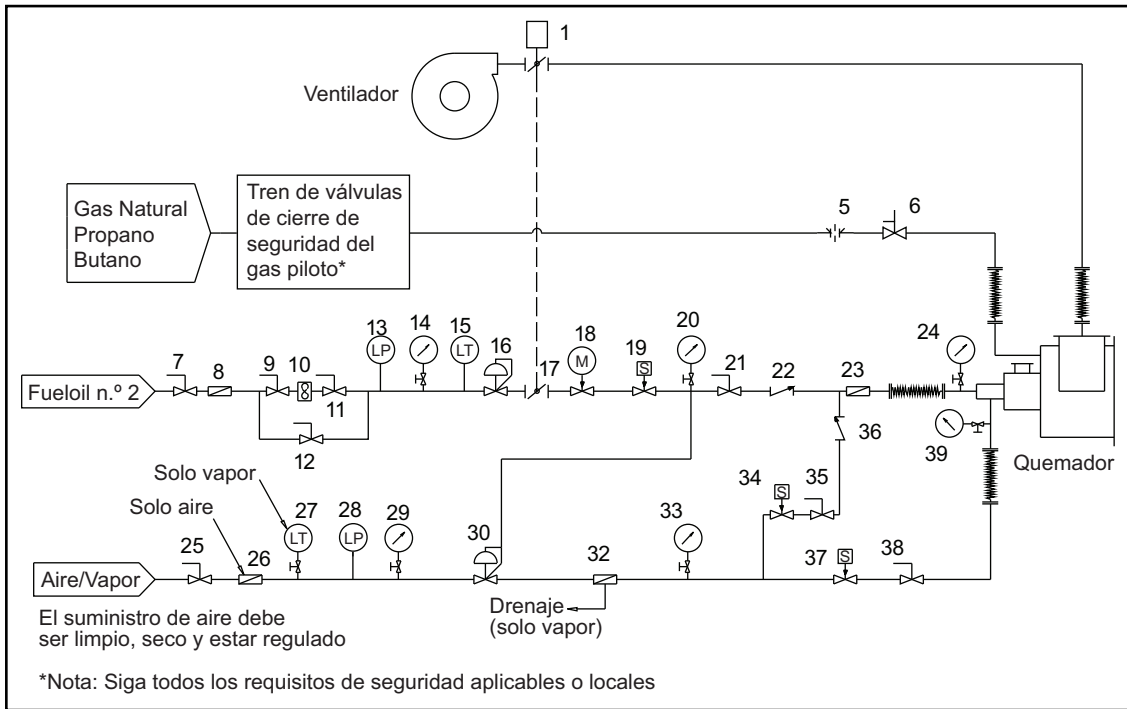 1
Ventilador
Gas Natural
Propano
Butano
Tren de válvulas
de cierre de
seguridad del
gas piloto*
5
6
13
14
15
16
17
18
19
20
21
22
23
24
7
8
9
10
11
12
LP
LT
M
S
Fueloil n.º 2
36
39
Quemador
Solo vapor
Solo aire
25
26
27
28
29
30
32
33
34
35
37
38
LT
LP
S
S
Aire/Vapor
El suministro de aire debe
ser limpio, seco y estar regulado
Drenaje
(solo vapor)
*Nota: Siga todos los requisitos de seguridad aplicables o locales